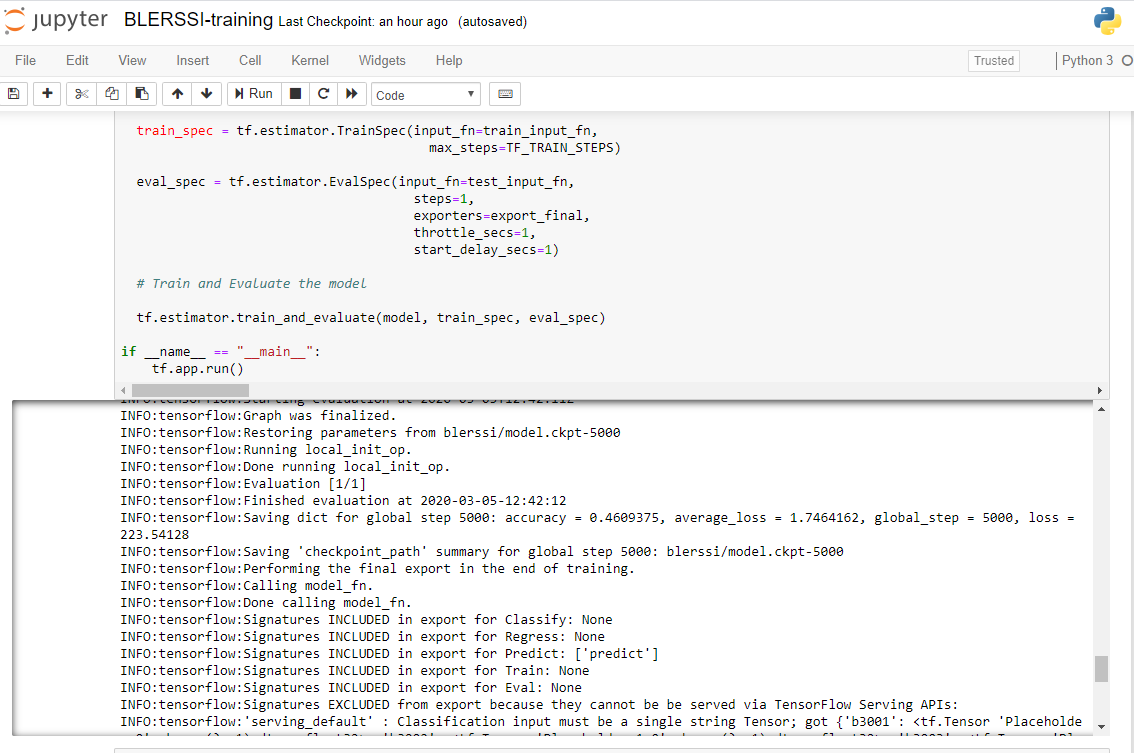 jupyter BLERSSI-training Last Checkpoint: an hour ago (autosaved)
File Edit View Insert Cell Kernel Widgets Help Trusted Python 3
Run Code
train_spec = tf.estimator.TrainSpec(input_fn=train_input_fn,
max_steps=TF_TRAIN_STEPS)
eval_spec = tf.estimator.EvalSpec(input_fn=test_input_fn,
steps=1,
exporters=export_final,
throttle_secs=1,
start_delay_secs=1)
# Train and Evaluate the model
tf.estimator.train_and_evaluate(model, train_spec, eval_spec)
if __name__ == "__main__":
tf.app.run()
INFO:tensorflow:Starting evaluation at 2020-03-05T12:42:11Z
INFO:tensorflow:Graph was finalized.
INFO:tensorflow:Restoring parameters from blerssi/model.ckpt-5000
INFO:tensorflow:Running local_init_op.
INFO:tensorflow:Done running local_init_op.
INFO:tensorflow:Evaluation [1/1]
INFO:tensorflow:Finished evaluation at 2020-03-05-12:42:12
INFO:tensorflow:Saving dict for global step 5000: accuracy = 0.4609375, average_loss = 1.7464162, global_step = 5000, loss =
223.54128
INFO:tensorflow:Saving 'checkpoint_path' summary for global step 5000: blerssi/model.ckpt-5000
INFO:tensorflow:Performing the final export in the end of training.
INFO:tensorflow:Calling model_fn.
INFO:tensorflow:Done calling model_fn.
INFO:tensorflow:Signatures INCLUDED in export for Classify: None
INFO:tensorflow:Signatures INCLUDED in export for Regress: None
INFO:tensorflow:Signatures INCLUDED in export for Predict: ['predict']
INFO:tensorflow:Signatures INCLUDED in export for Train: None
INFO:tensorflow:Signatures INCLUDED in export for Eval: None
INFO:tensorflow:Signatures EXCLUDED from export because they cannot be be served via TensorFlow Serving APIs:
INFO:tensorflow:'serving_default' : Classification input must be a single string Tensor; got {'b3001': <tf.Tensor 'Placeholde